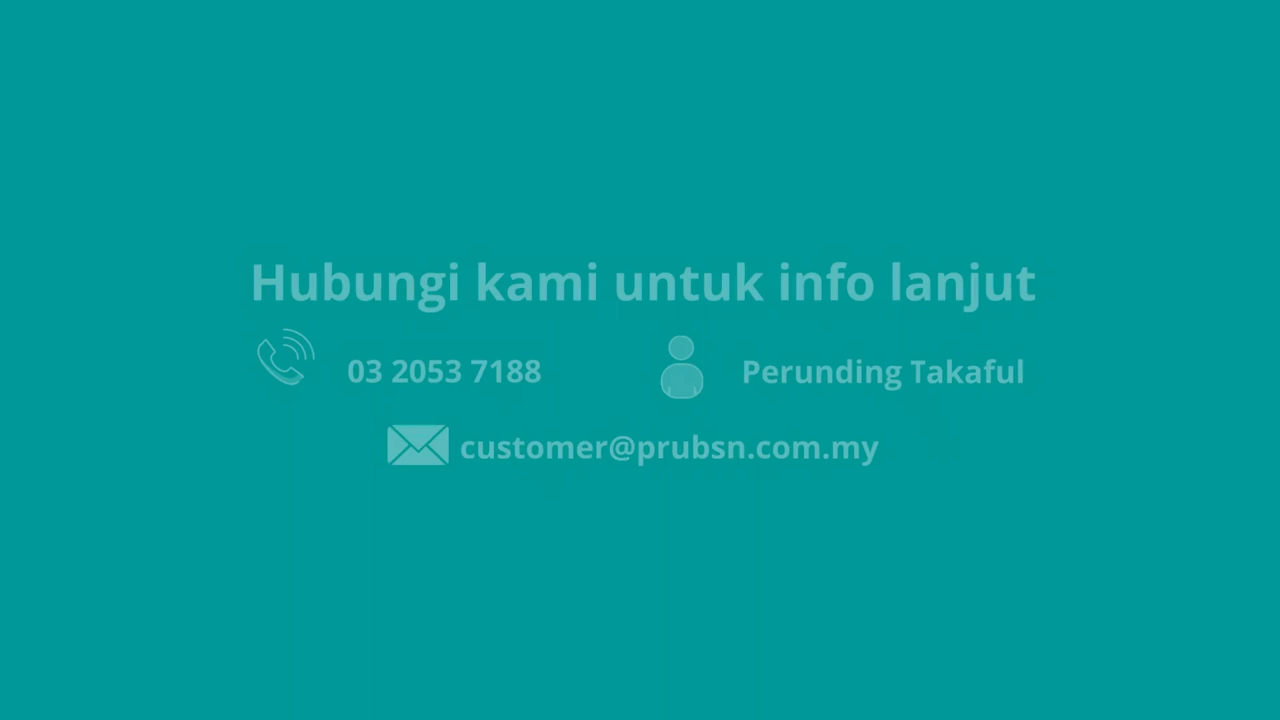 Hubungi kami untuk info lanjut
03 2053 7188
Perunding Takaful
customer@prubsn.com.my